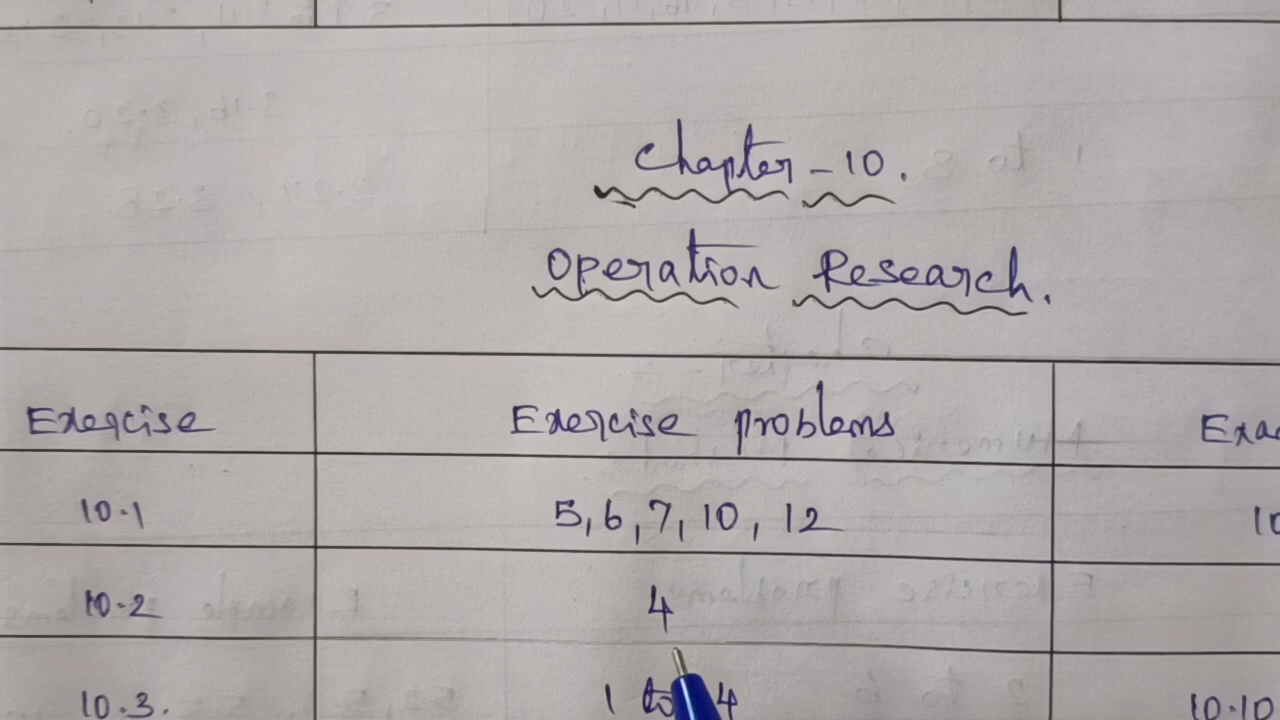 Chapter - 10.
Operation Research.
Exercise Exercise problems
10.1 5, 6, 7, 10, 12
10.2 4
10.3. 1 to 4 10.10